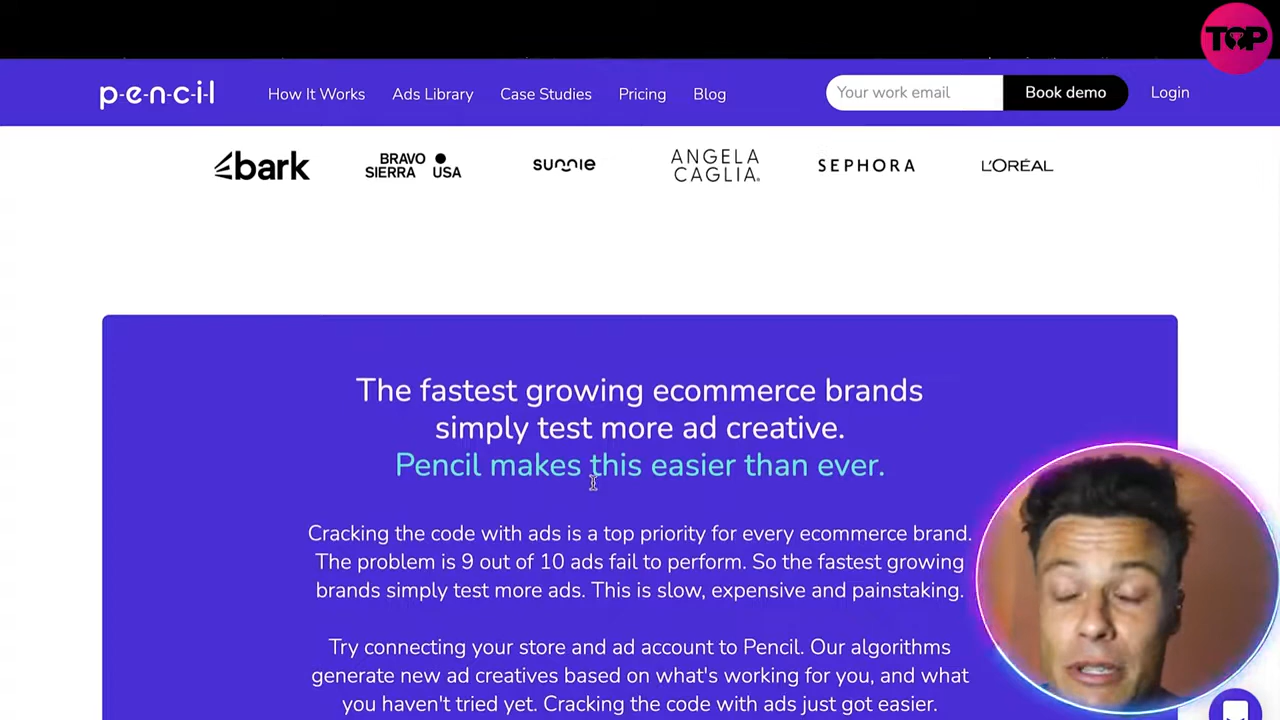 TOP
p-e-n-c-i-l
How It Works
Ads Library
Case Studies
Pricing
Blog
Your work email
Book demo
Login
bark
BRAVO
SIERRA USA
sunnie
ANGELA
CAGLIA
SEPHORA
L'ORÉAL
The fastest growing ecommerce brands
simply test more ad creative.
Pencil makes this easier than ever.
Cracking the code with ads is a top priority for every ecommerce brand.
The problem is 9 out of 10 ads fail to perform. So the fastest growing
brands simply test more ads. This is slow, expensive and painstaking.
Try connecting your store and ad account to Pencil. Our algorithms
generate new ad creatives based on what's working for you, and what
you haven't tried yet. Cracking the code with ads just got easier.